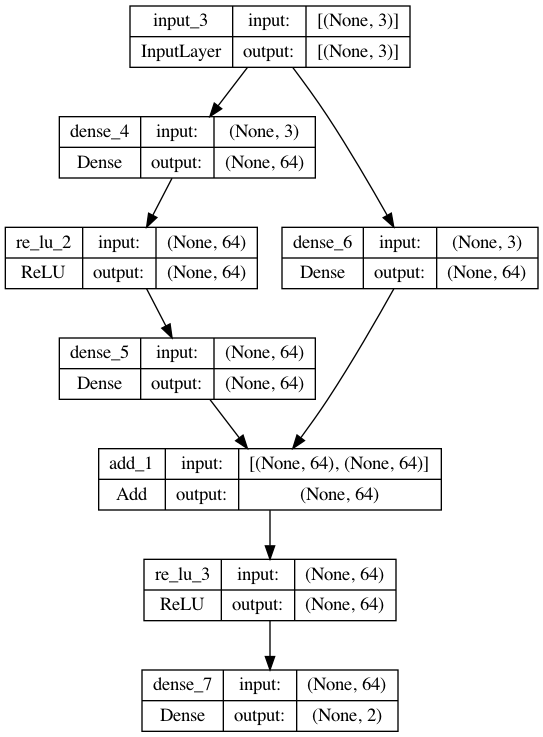 input_3 input: [(None, 3)]
InputLayer output: [(None, 3)]
dense_4 input: (None, 3)
Dense output: (None, 64)
re_lu_2 input: (None, 64)
ReLU output: (None, 64)
dense_6 input: (None, 3)
Dense output: (None, 64)
dense_5 input: (None, 64)
Dense output: (None, 64)
add_1 input: [(None, 64), (None, 64)]
Add output: (None, 64)
re_lu_3 input: (None, 64)
ReLU output: (None, 64)
dense_7 input: (None, 64)
Dense output: (None, 2)